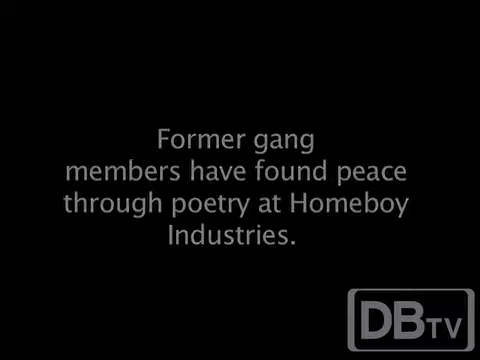 Former gang
members have found peace
through poetry at Homeboy
Industries.
DBTV